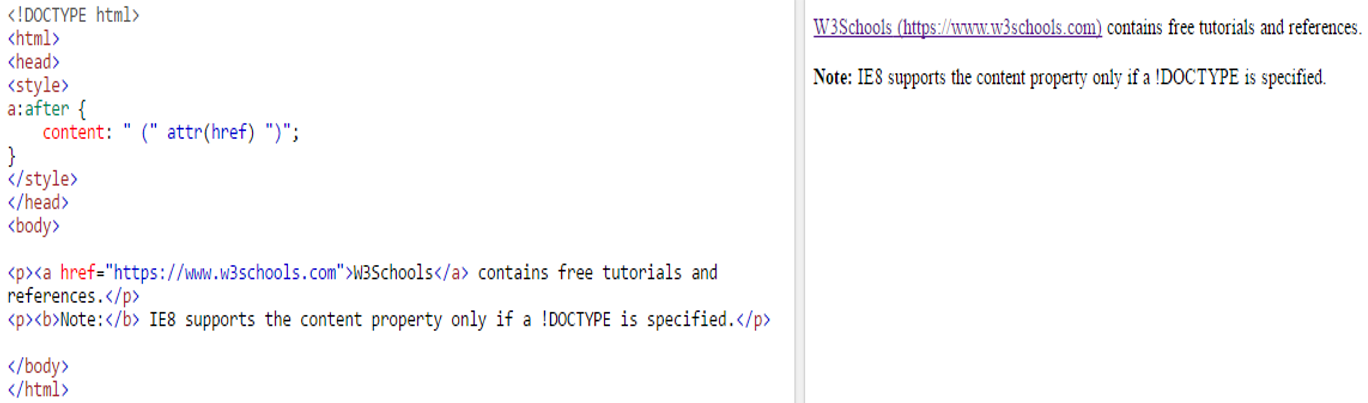 <!DOCTYPE html>
<html>
<head>
<style>
a:after {
    content: " (" attr(href) ")";
}
</style>
</head>
<body>

<p><a href="https://www.w3schools.com">W3Schools</a> contains free tutorials and
references.</p>
<p><b>Note:</b> IE8 supports the content property only if a !DOCTYPE is specified.</p>

</body>
</html>
W3Schools (https://www.w3schools.com) contains free tutorials and references.
Note: IE8 supports the content property only if a !DOCTYPE is specified.